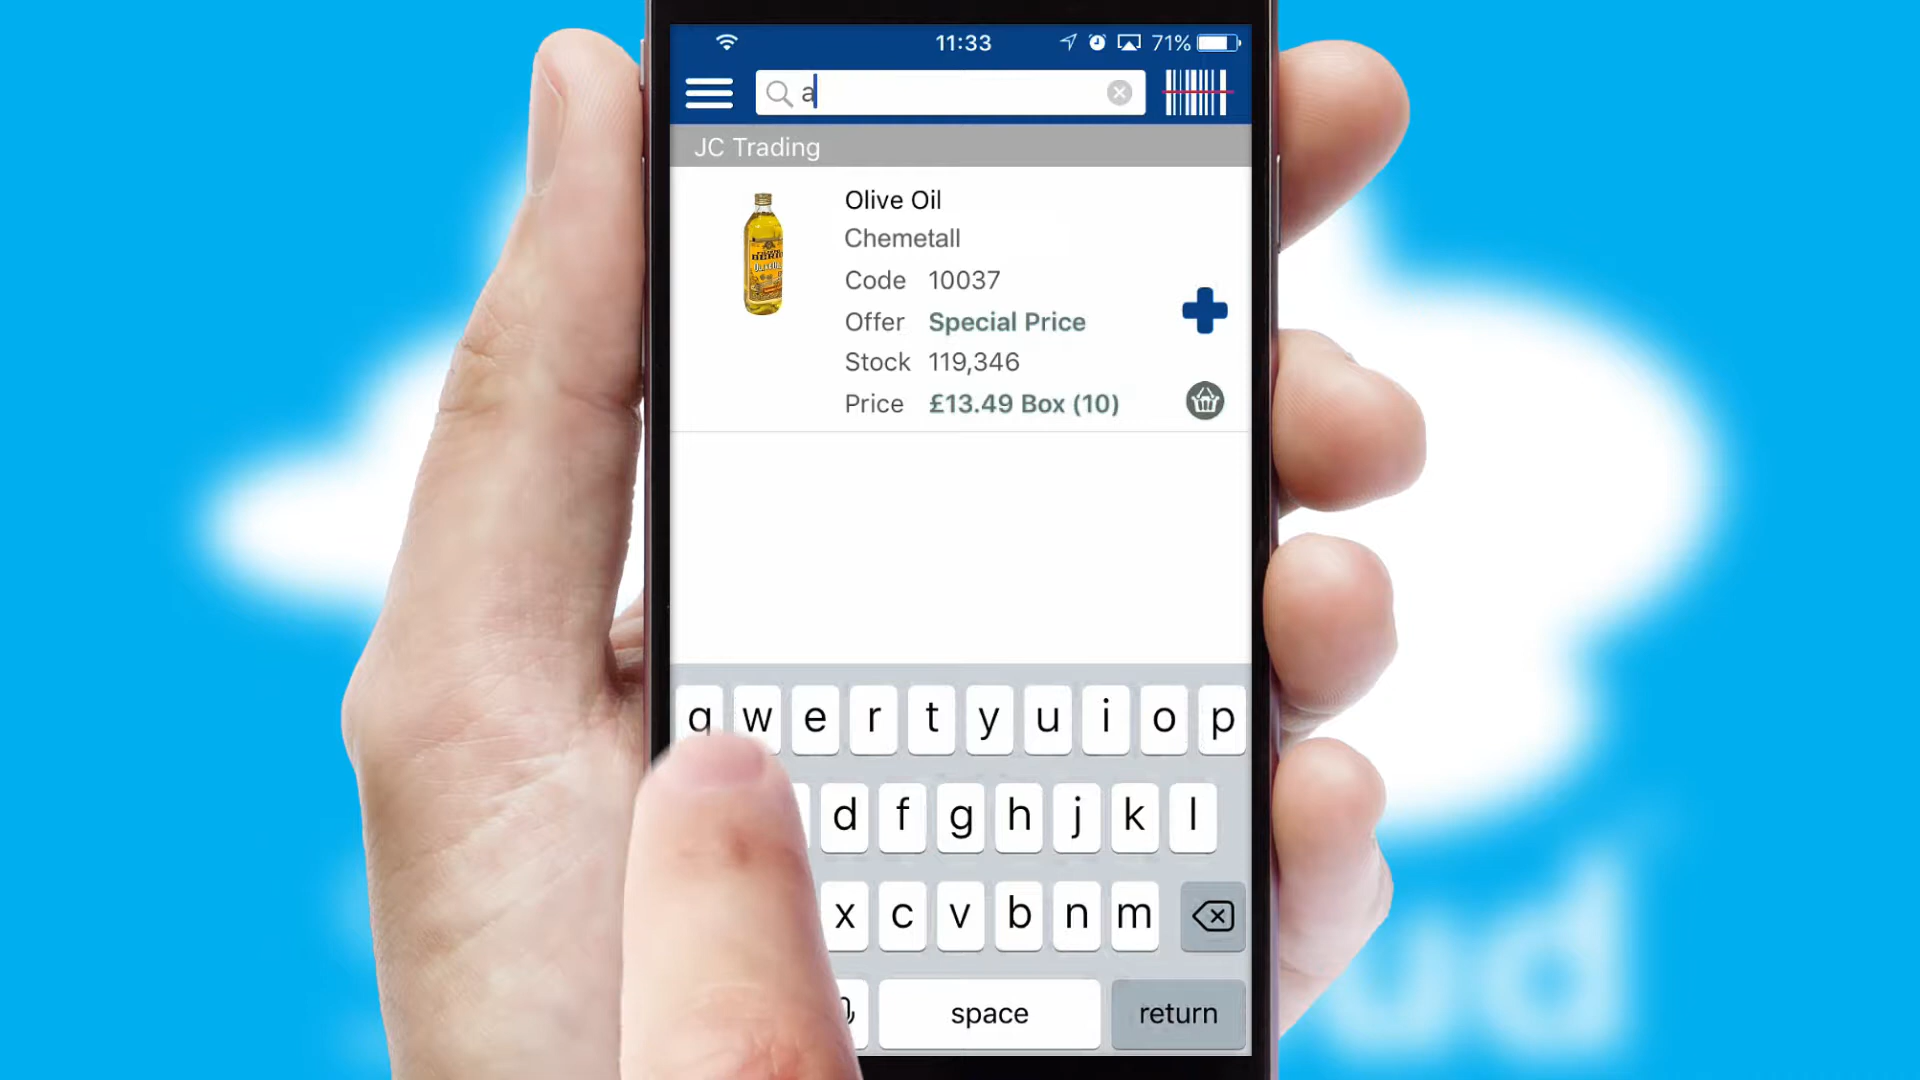 11:33 71%
a
JC Trading
Olive Oil
Chemetall
Code 10037
Offer Special Price
Stock 119,346
Price £13.49 Box (10)
q w e r t y u i o p
d f g h j k l
x c v b n m
space return
ud